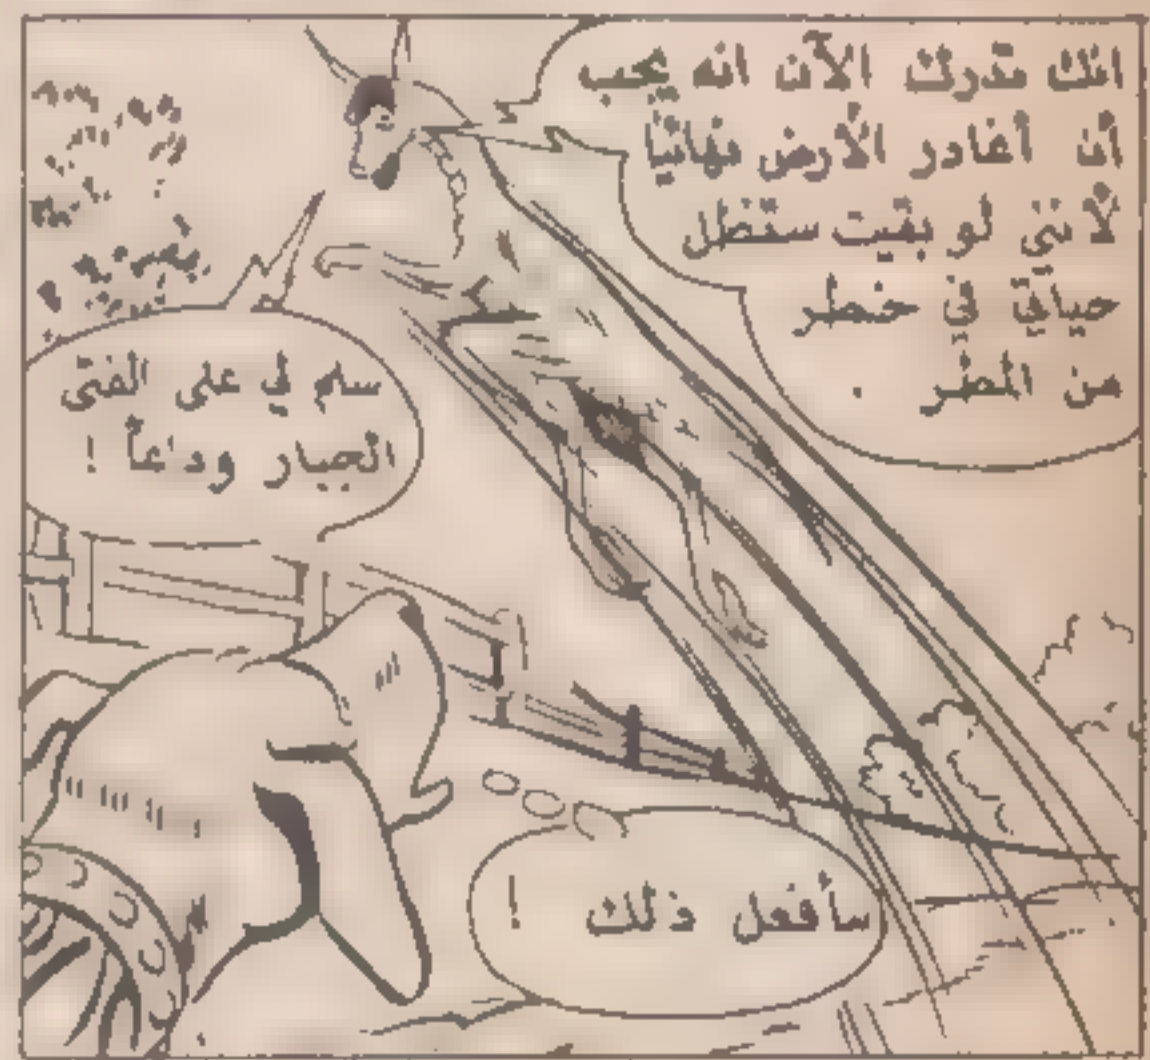 انك تدرك الآن انه يجب
أن أغادر الأرض نهائياً
لأنني لو بقيت ستظل
حياتي في خطر
من المطر .
سلم لي على الفتى
الجبار وداعاً !
سأفعل ذلك !